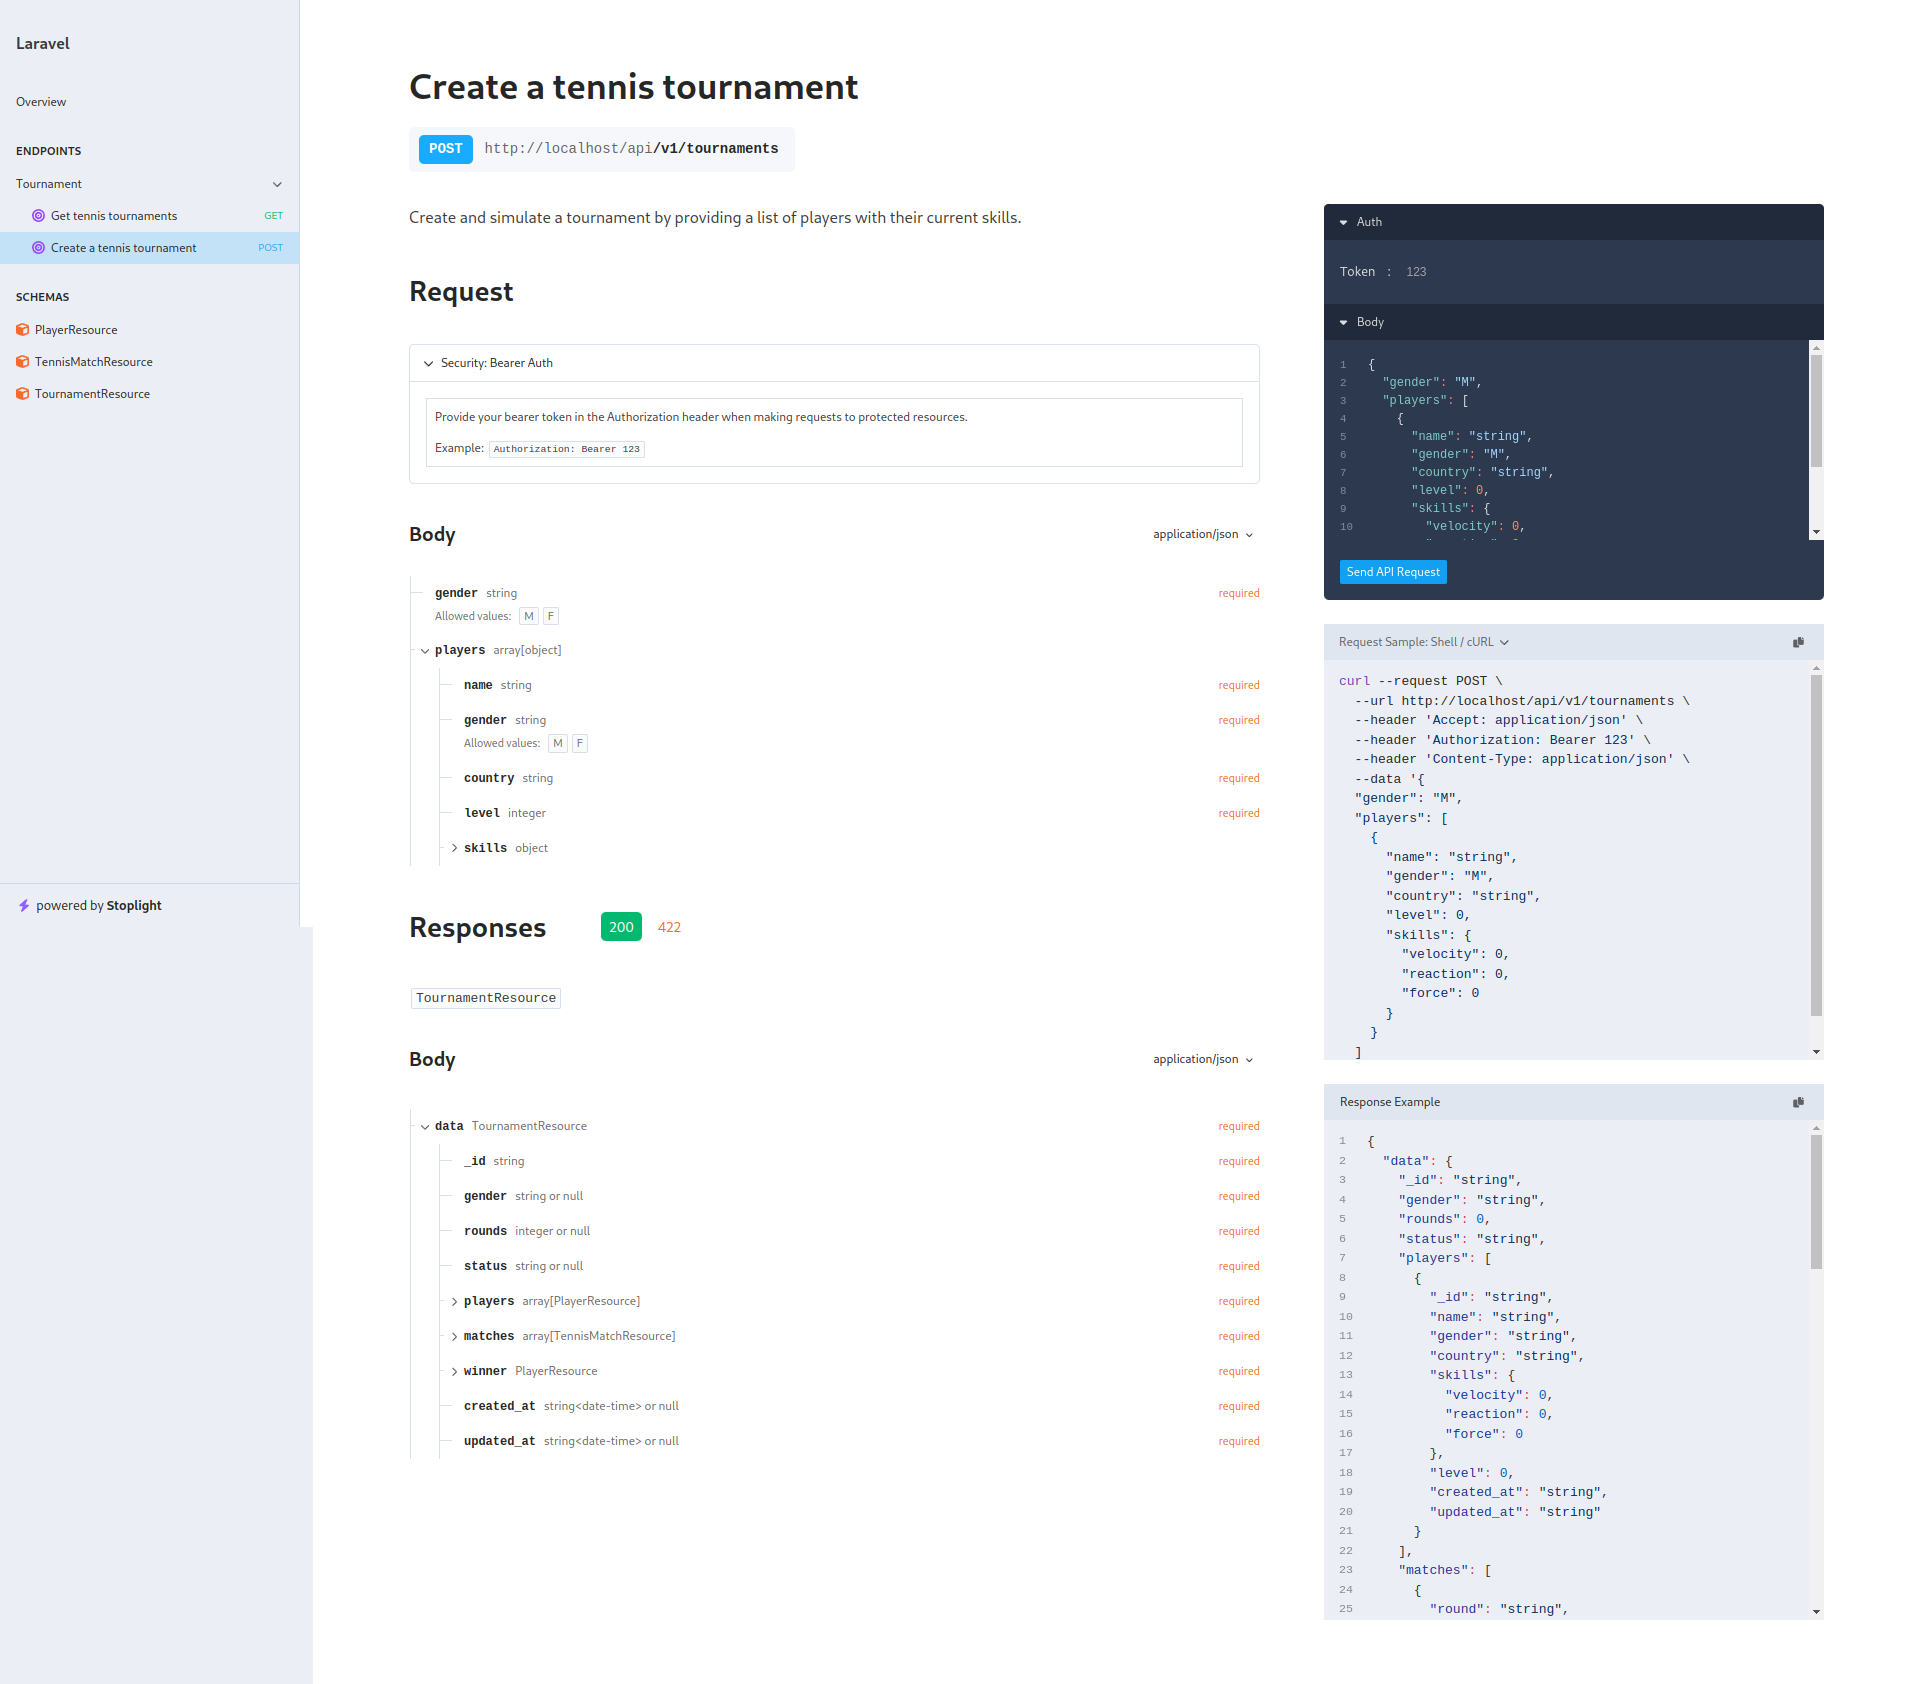 Laravel
Overview
ENDPOINTS
Tournament
Get tennis tournaments GET
Create a tennis tournament POST
SCHEMAS
PlayerResource
TennisMatchResource
TournamentResource
powered by Stoplight
Create a tennis tournament
POST http://localhost/api/v1/tournaments
Create and simulate a tournament by providing a list of players with their current skills.
Request
Security: Bearer Auth
Provide your bearer token in the Authorization header when making requests to protected resources.
Example: Authorization: Bearer 123
Body application/json
gender string required
Allowed values: M F
players array[object]
name string required
gender string required
Allowed values: M F
country string required
level integer required
skills object
Responses 200 422
TournamentResource
Body application/json
data TournamentResource required
_id string required
gender string or null required
rounds integer or null required
status string or null required
players array[PlayerResource] required
matches array[TennisMatchResource] required
winner PlayerResource required
created_at string<date-time> or null required
updated_at string<date-time> or null required
Auth
Token : 123
Body
1 {
2 "gender": "M",
3 "players": [
4 {
5 "name": "string",
6 "gender": "M",
7 "country": "string",
8 "level": 0,
9 "skills": {
10 "velocity": 0,
Send API Request
Request Sample: Shell / cURL
curl --request POST \
--url http://localhost/api/v1/tournaments \
--header 'Accept: application/json' \
--header 'Authorization: Bearer 123' \
--header 'Content-Type: application/json' \
--data '{
"gender": "M",
"players": [
{
"name": "string",
"gender": "M",
"country": "string",
"level": 0,
"skills": {
"velocity": 0,
"reaction": 0,
"force": 0
}
}
]
Response Example
1 {
2 "data": {
3 "_id": "string",
4 "gender": "string",
5 "rounds": 0,
6 "status": "string",
7 "players": [
8 {
9 "_id": "string",
10 "name": "string",
11 "gender": "string",
12 "country": "string",
13 "skills": {
14 "velocity": 0,
15 "reaction": 0,
16 "force": 0
17 },
18 "level": 0,
19 "created_at": "string",
20 "updated_at": "string"
21 }
22 ],
23 "matches": [
24 {
25 "round": "string",